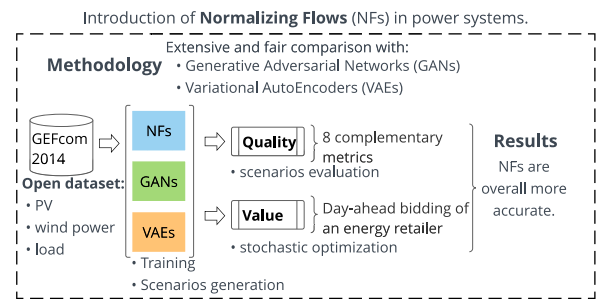 Introduction of Normalizing Flows (NFs) in power systems.
Extensive and fair comparison with:
Methodology
• Generative Adversarial Networks (GANs)
• Variational AutoEncoders (VAEs)
GEFcom
2014
Open dataset:
• PV
• wind power
• load
NFs
GANs
VAEs
• Training
• Scenarios generation
Quality
8 complementary
metrics
• scenarios evaluation
Value
Day-ahead bidding of
an energy retailer
• stochastic optimization
Results
NFs are
overall more
accurate.